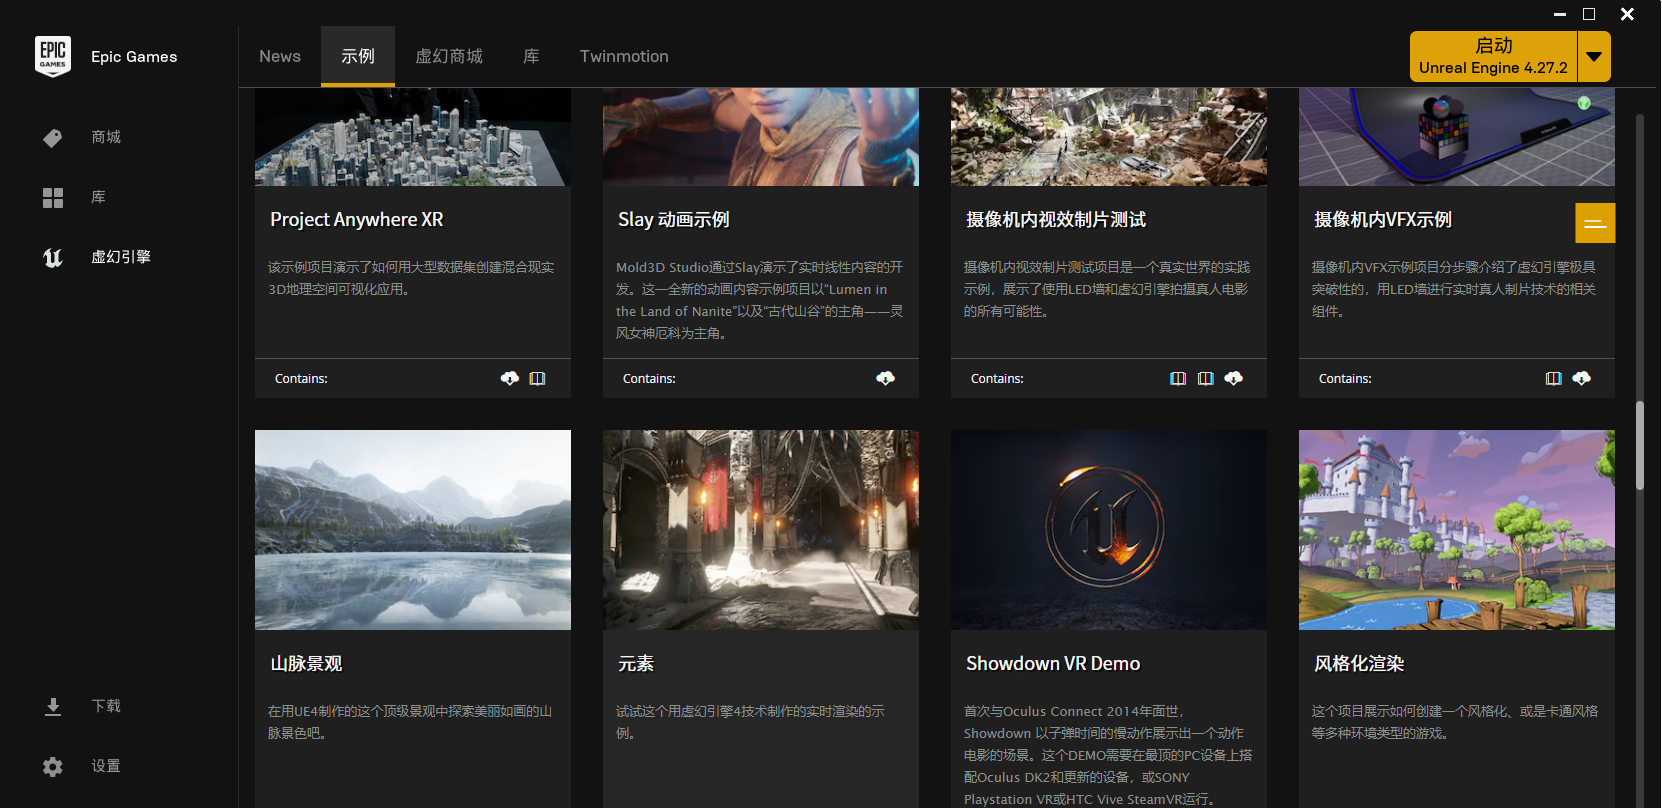 EPIC
GAMES
Epic Games
News
示例
虚幻商城
库
Twinmotion
启动
Unreal Engine 4.27.2
商城
库
虚幻引擎
下载
设置
Project Anywhere XR
该示例项目演示了如何用大型数据集创建混合现实
3D地理空间可视化应用。
Contains:
Slay 动画示例
Mold3D Studio通过Slay演示了实时线性内容的开
发。这一全新的动画内容示例项目以“Lumen in
the Land of Nanite”以及“古代山谷”的主角——灵
风女神厄科为主角。
Contains:
摄像机内视效制片测试
摄像机内视效制片测试项目是一个真实世界的实践
示例，展示了使用LED墙和虚幻引擎拍摄真人电影
的所有可能性。
Contains:
摄像机内VFX示例
摄像机内VFX示例项目分步骤介绍了虚幻引擎极具
突破性的，用LED墙进行实时真人制片技术的相关
组件。
Contains:
山脉景观
在用UE4制作的这个顶级景观中探索美丽如画的山
脉景色吧。
元素
试试这个用虚幻引擎4技术制作的实时渲染的示
例。
Showdown VR Demo
首次与Oculus Connect 2014年面世，
Showdown 以子弹时间的慢动作展示出一个动作
电影的场景。这个DEMO需要在最顶的PC设备上搭
配Oculus DK2和更新的设备，或SONY
Playstation VR或HTC Vive SteamVR运行。
风格化渲染
这个项目展示如何创建一个风格化、或是卡通风格
等多种环境类型的游戏。